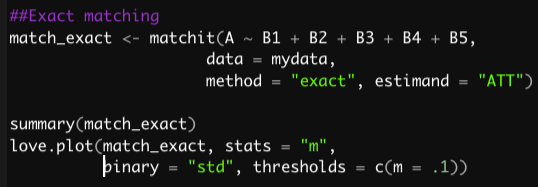 ##Exact matching
match_exact <- matchit(A ~ B1 + B2 + B3 + B4 + B5,
data = mydata,
method = "exact", estimand = "ATT")
summary(match_exact)
love.plot(match_exact, stats = "m",
binary = "std", thresholds = c(m = .1))